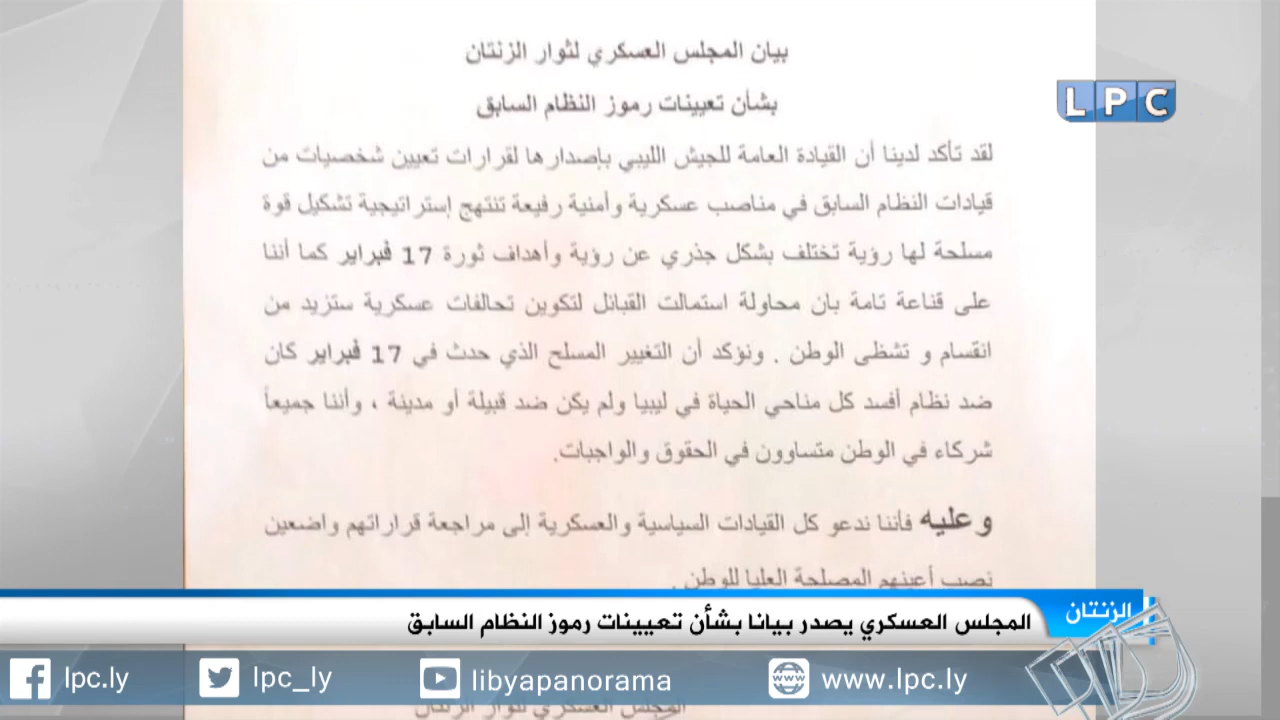 بيان المجلس العسكري لثوار الزنتان
بشأن تعيينات رموز النظام السابق
LPC
لقد تأكد لدينا أن القيادة العامة للجيش الليبي بإصدارها لقرارات تعيين شخصيات من
قيادات النظام السابق في مناصب عسكرية وأمنية رفيعة تنتهج إستراتيجية تشكيل قوة
مسلحة لها رؤية تختلف بشكل جذري عن رؤية وأهداف ثورة 17 فبراير كما أننا
على قناعة تامة بان محاولة استمالت القبائل لتكوين تحالفات عسكرية ستزيد من
انقسام و تشظى الوطن . ونؤكد أن التغيير المسلح الذي حدث في 17 فبراير كان
ضد نظام أفسد كل مناحي الحياة في ليبيا ولم يكن ضد قبيلة أو مدينة ، وأننا جميعاً
شركاء في الوطن متساوون في الحقوق والواجبات.
وعليه فأننا ندعو كل القيادات السياسية والعسكرية إلى مراجعة قراراتهم واضعين
نصب أعينهم المصلحة العليا للوطن .
الزنتان
المجلس العسكري يصدر بيانا بشأن تعيينات رموز النظام السابق
lpc.ly
lpc_ly
libyapanorama
www.lpc.ly
المجلس العسكري لثوار الزنتان